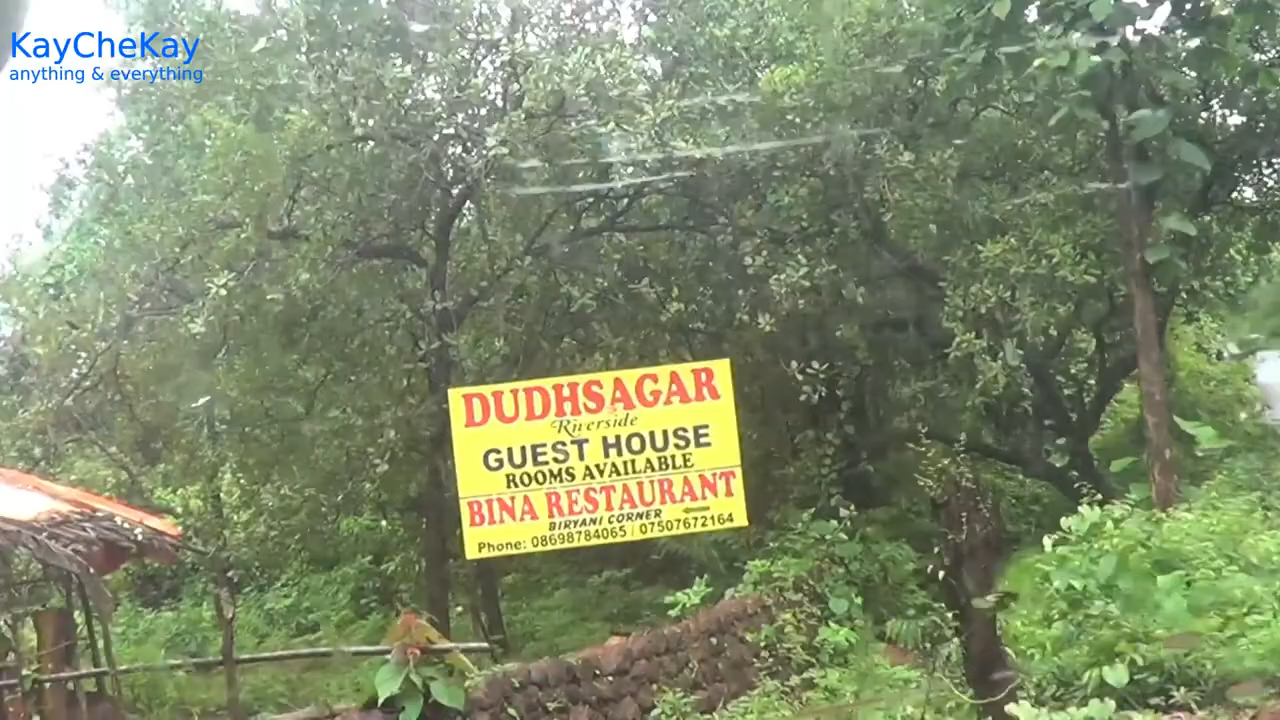 KayCheKay
anything & everything
DUDHSAGAR
Riverside
GUEST HOUSE
ROOMS AVAILABLE
BINA RESTAURANT
BIRYANI CORNER ←
Phone: 08698784065 / 07507672164